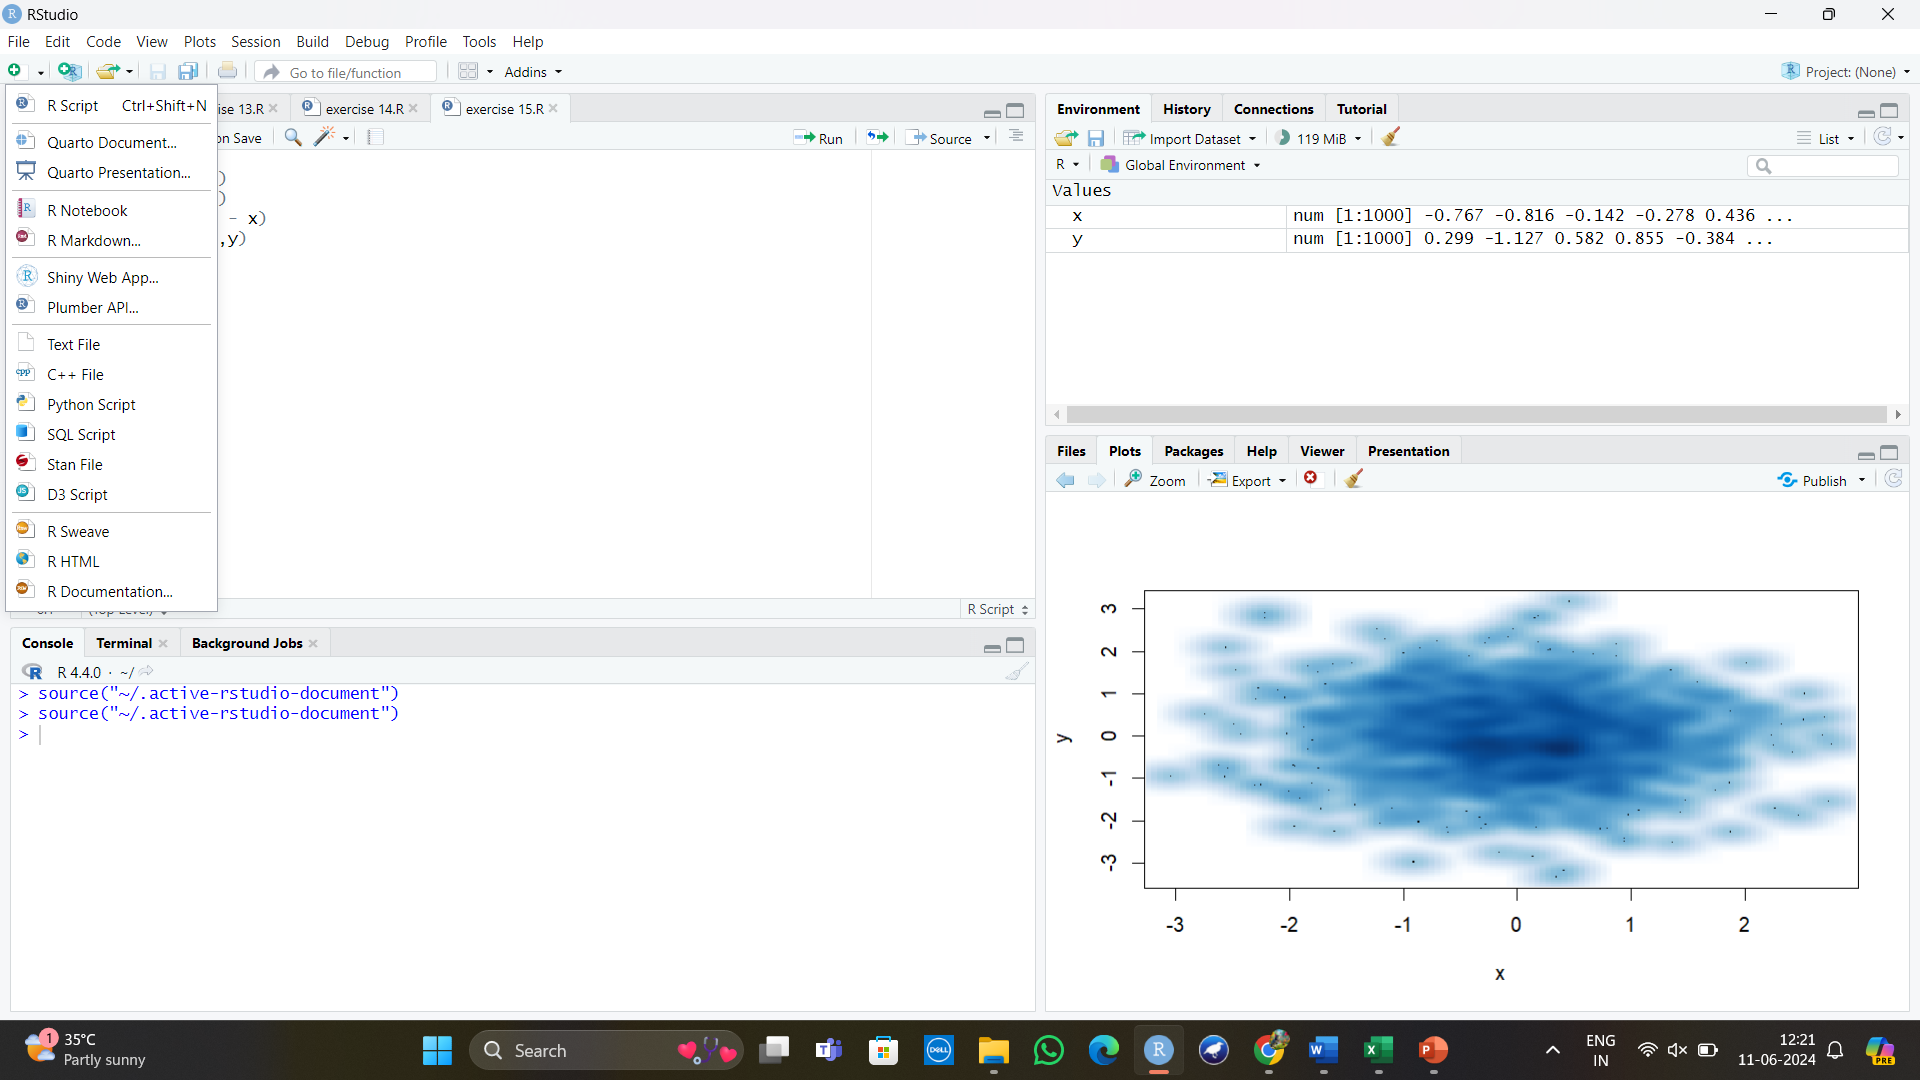 RStudio
File Edit Code View Plots Session Build Debug Profile Tools Help
Go to file/function Addins Project: (None)
R Script Ctrl+Shift+N
Quarto Document...
Quarto Presentation...
R Notebook
R Markdown...
Shiny Web App...
Plumber API...
Text File
C++ File
Python Script
SQL Script
Stan File
D3 Script
R Sweave
R HTML
R Documentation...
ise 13.R exercise 14.R exercise 15.R
on Save Run Source
)
)
- x)
,y)
R Script
Console Terminal Background Jobs
R 4.4.0 · ~/
> source("~/.active-rstudio-document")
> source("~/.active-rstudio-document")
>
Environment History Connections Tutorial
Import Dataset 119 MiB List
R Global Environment
Values
x num [1:1000] -0.767 -0.816 -0.142 -0.278 0.436 ...
y num [1:1000] 0.299 -1.127 0.582 0.855 -0.384 ...
Files Plots Packages Help Viewer Presentation
Zoom Export Publish
3
2
1
0
-1
-2
-3
y
-3 -2 -1 0 1 2
x
1 35°C
Partly sunny
Search
DELL
ENG
IN
12:21
11-06-2024
PRE